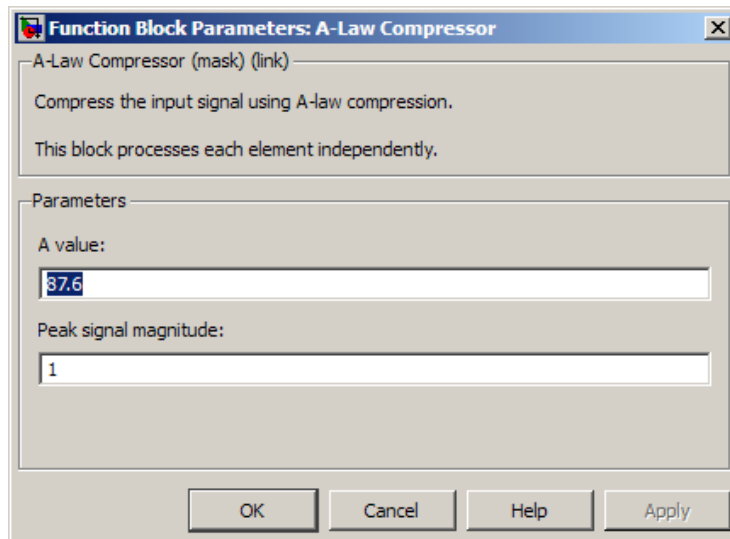 Function Block Parameters: A-Law Compressor
A-Law Compressor (mask) (link)
Compress the input signal using A-law compression.
This block processes each element independently.
Parameters
A value:
87.6
Peak signal magnitude:
1
OK Cancel Help Apply